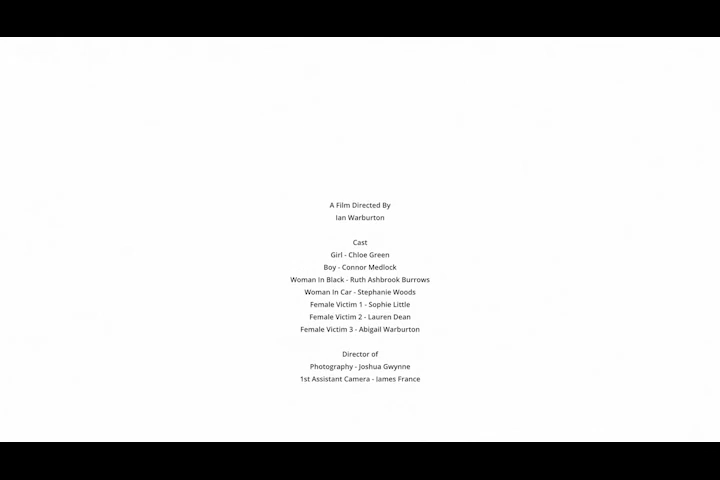 A Film Directed By
Ian Warburton
Cast
Girl - Chloe Green
Boy - Connor Medlock
Woman In Black - Ruth Ashbrook Burrows
Woman In Car - Stephanie Woods
Female Victim 1 - Sophie Little
Female Victim 2 - Lauren Dean
Female Victim 3 - Abigail Warburton
Director of
Photography - Joshua Gwynne
1st Assistant Camera - James France